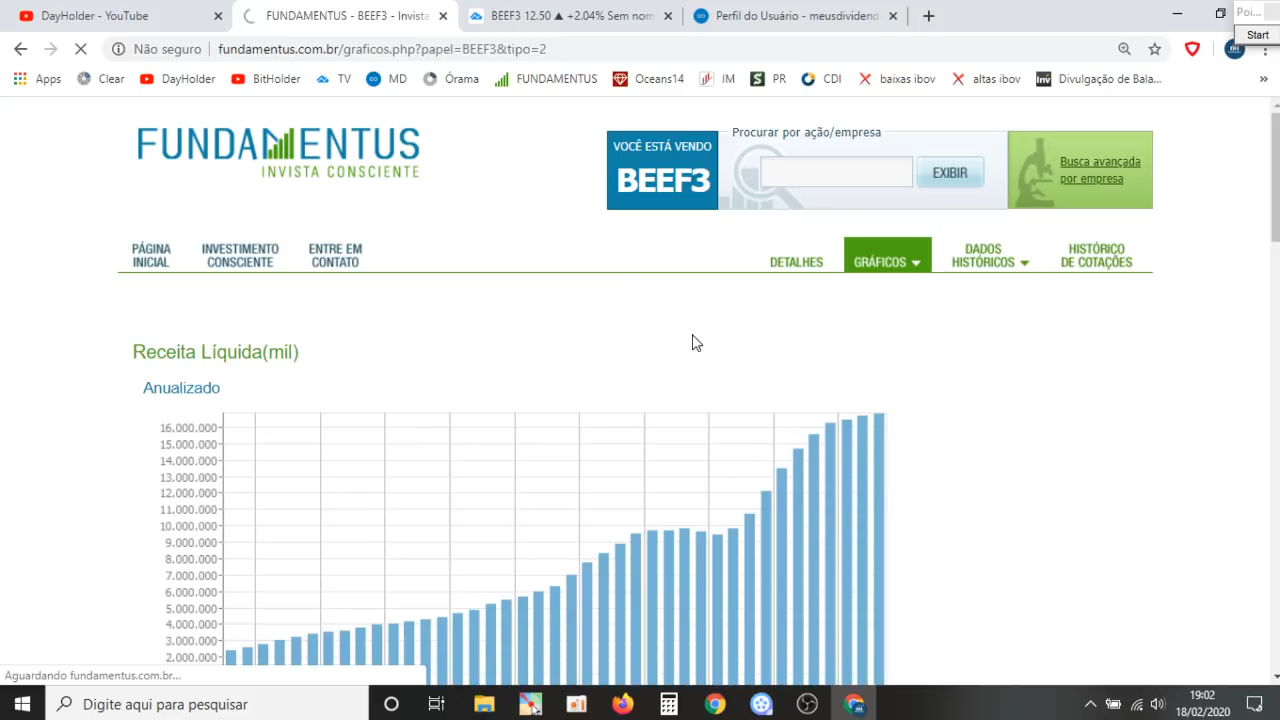 DayHolder - YouTube
FUNDAMENTUS - BEEF3 - Invista
BEEF3 12.50 ▲ +2.04% Sem nom
Perfil do Usuário - meusdividend
Poi...
Start
Não seguro
fundamentus.com.br/graficos.php?papel=BEEF3&tipo=2
Apps
Clear
DayHolder
BitHolder
TV
MD
Órama
FUNDAMENTUS
Oceans14
IM
PR
CDI
baixas ibov
altas ibov
Divulgação de Bala...
»
FUNDAMENTUS
INVISTA CONSCIENTE
VOCÊ ESTÁ VENDO
BEEF3
Procurar por ação/empresa
EXIBIR
Busca avançada
por empresa
PÁGINA
INICIAL
INVESTIMENTO
CONSCIENTE
ENTRE EM
CONTATO
DETALHES
GRÁFICOS
DADOS
HISTÓRICOS
HISTÓRICO
DE COTAÇÕES
Receita Líquida(mil)
Anualizado
16.000.000
15.000.000
14.000.000
13.000.000
12.000.000
11.000.000
10.000.000
9.000.000
8.000.000
7.000.000
6.000.000
5.000.000
4.000.000
3.000.000
2.000.000
Aguardando fundamentus.com.br...
Digite aqui para pesquisar
19:02
18/02/2020